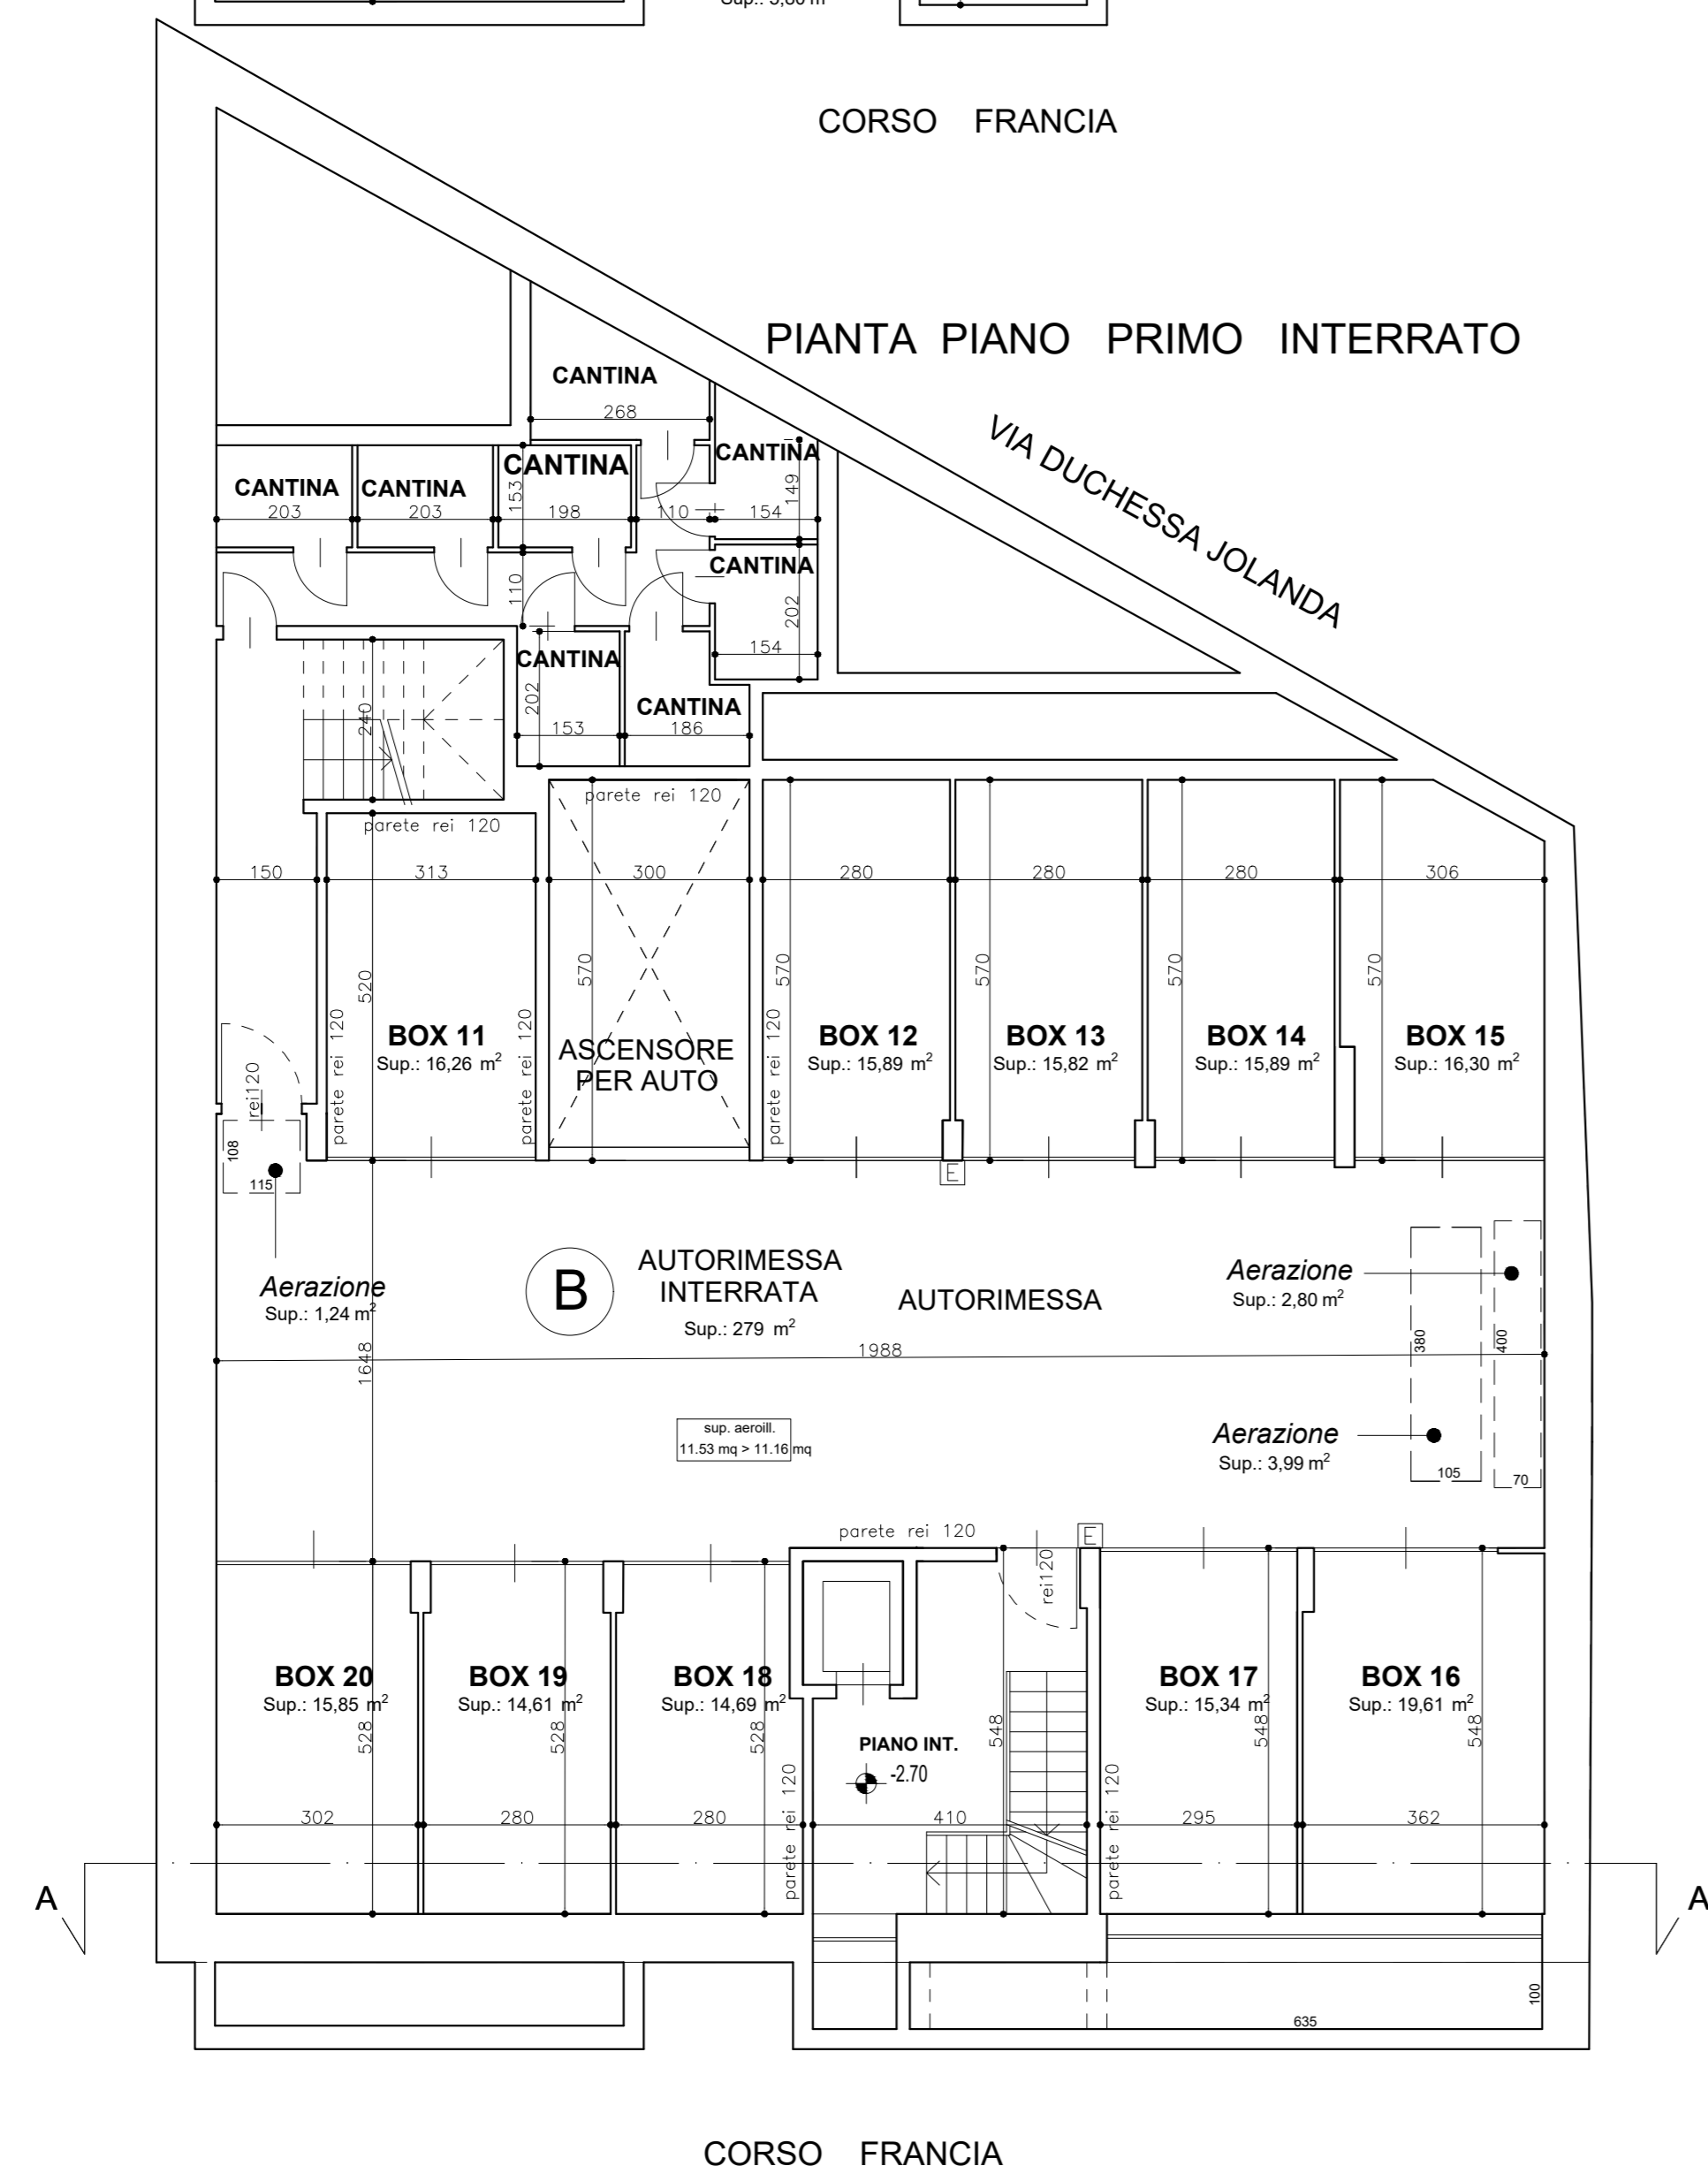 CORSO FRANCIA
PIANTA PIANO PRIMO INTERRATO
VIA DUCHESSA JOLANDA
CANTINA
268
CANTINA
149
154
CANTINA
203
CANTINA
203
CANTINA
153
198
110
CANTINA
202
154
110
CANTINA
202
153
CANTINA
186
240
parete rei 120
parete rei 120
150
313
300
280
280
280
306
520
570
570
570
570
570
parete rei 120
BOX 11
Sup.: 16,26 m²
parete rei 120
ASCENSORE
PER AUTO
parete rei 120
BOX 12
Sup.: 15,89 m²
BOX 13
Sup.: 15,82 m²
BOX 14
Sup.: 15,89 m²
BOX 15
Sup.: 16,30 m²
rei120
108
115
E
Aerazione
Sup.: 1,24 m²
B
AUTORIMESSA
INTERRATA
Sup.: 279 m²
AUTORIMESSA
Aerazione
Sup.: 2,80 m²
380
400
1648
1988
sup. aeroill.
11.53 mq > 11.16 mq
Aerazione
Sup.: 3,99 m²
105
70
parete rei 120
E
rei120
BOX 20
Sup.: 15,85 m²
BOX 19
Sup.: 14,61 m²
BOX 18
Sup.: 14,69 m²
BOX 17
Sup.: 15,34 m²
BOX 16
Sup.: 19,61 m²
528
528
528
548
548
548
PIANO INT.
-2.70
parete rei 120
parete rei 120
302
280
280
410
295
362
A
A
100
635
CORSO FRANCIA